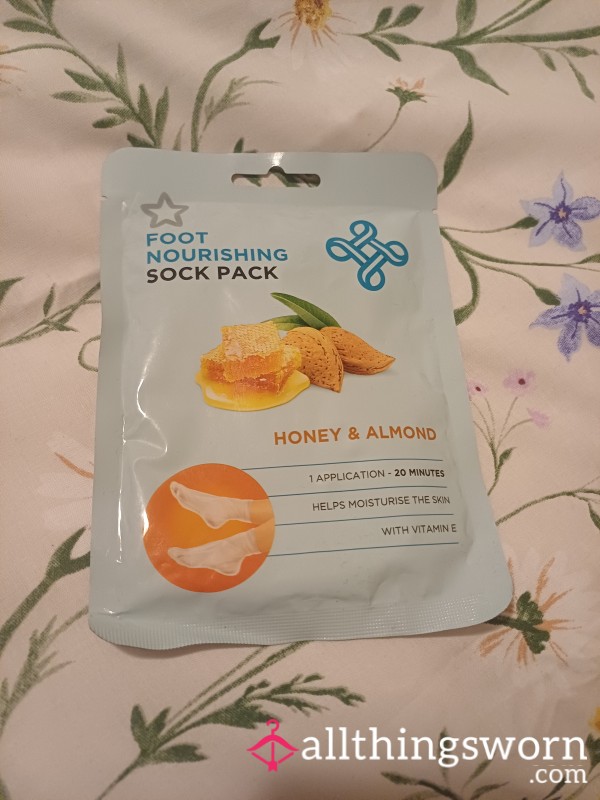 FOOT
NOURISHING
SOCK PACK
HONEY & ALMOND
1 APPLICATION - 20 MINUTES
HELPS MOISTURISE THE SKIN
WITH VITAMIN E
allthingsworn
.com